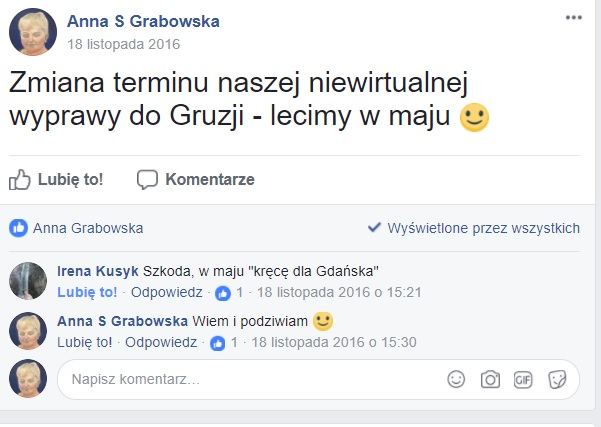 Anna S Grabowska
18 listopada 2016
Zmiana terminu naszej niewirtualnej
wyprawy do Gruzji - lecimy w maju 🙂
Lubię to! Komentarze
Anna Grabowska Wyświetlone przez wszystkich
Irena Kusyk Szkoda, w maju "kręcę dla Gdańska"
Lubię to! · Odpowiedz · 1 · 18 listopada 2016 o 15:21
Anna S Grabowska Wiem i podziwiam 🙂
Lubię to! · Odpowiedz · 1 · 18 listopada 2016 o 15:30
Napisz komentarz... GIF